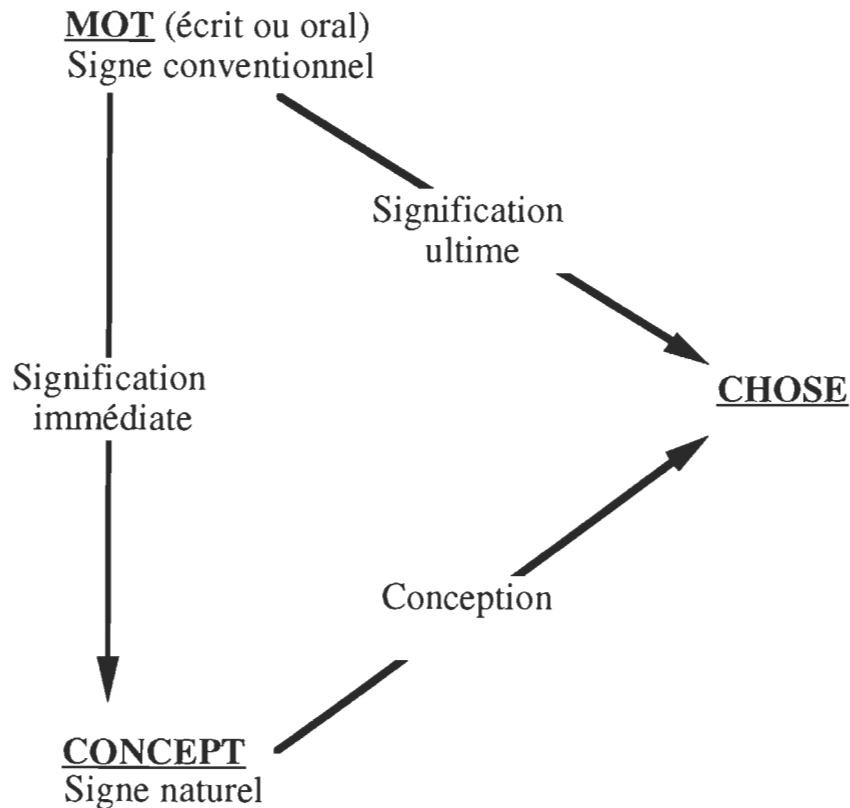 MOT (écrit ou oral)
Signe conventionnel
Signification
ultime
Signification
immédiate
CHOSE
Conception
CONCEPT
Signe naturel